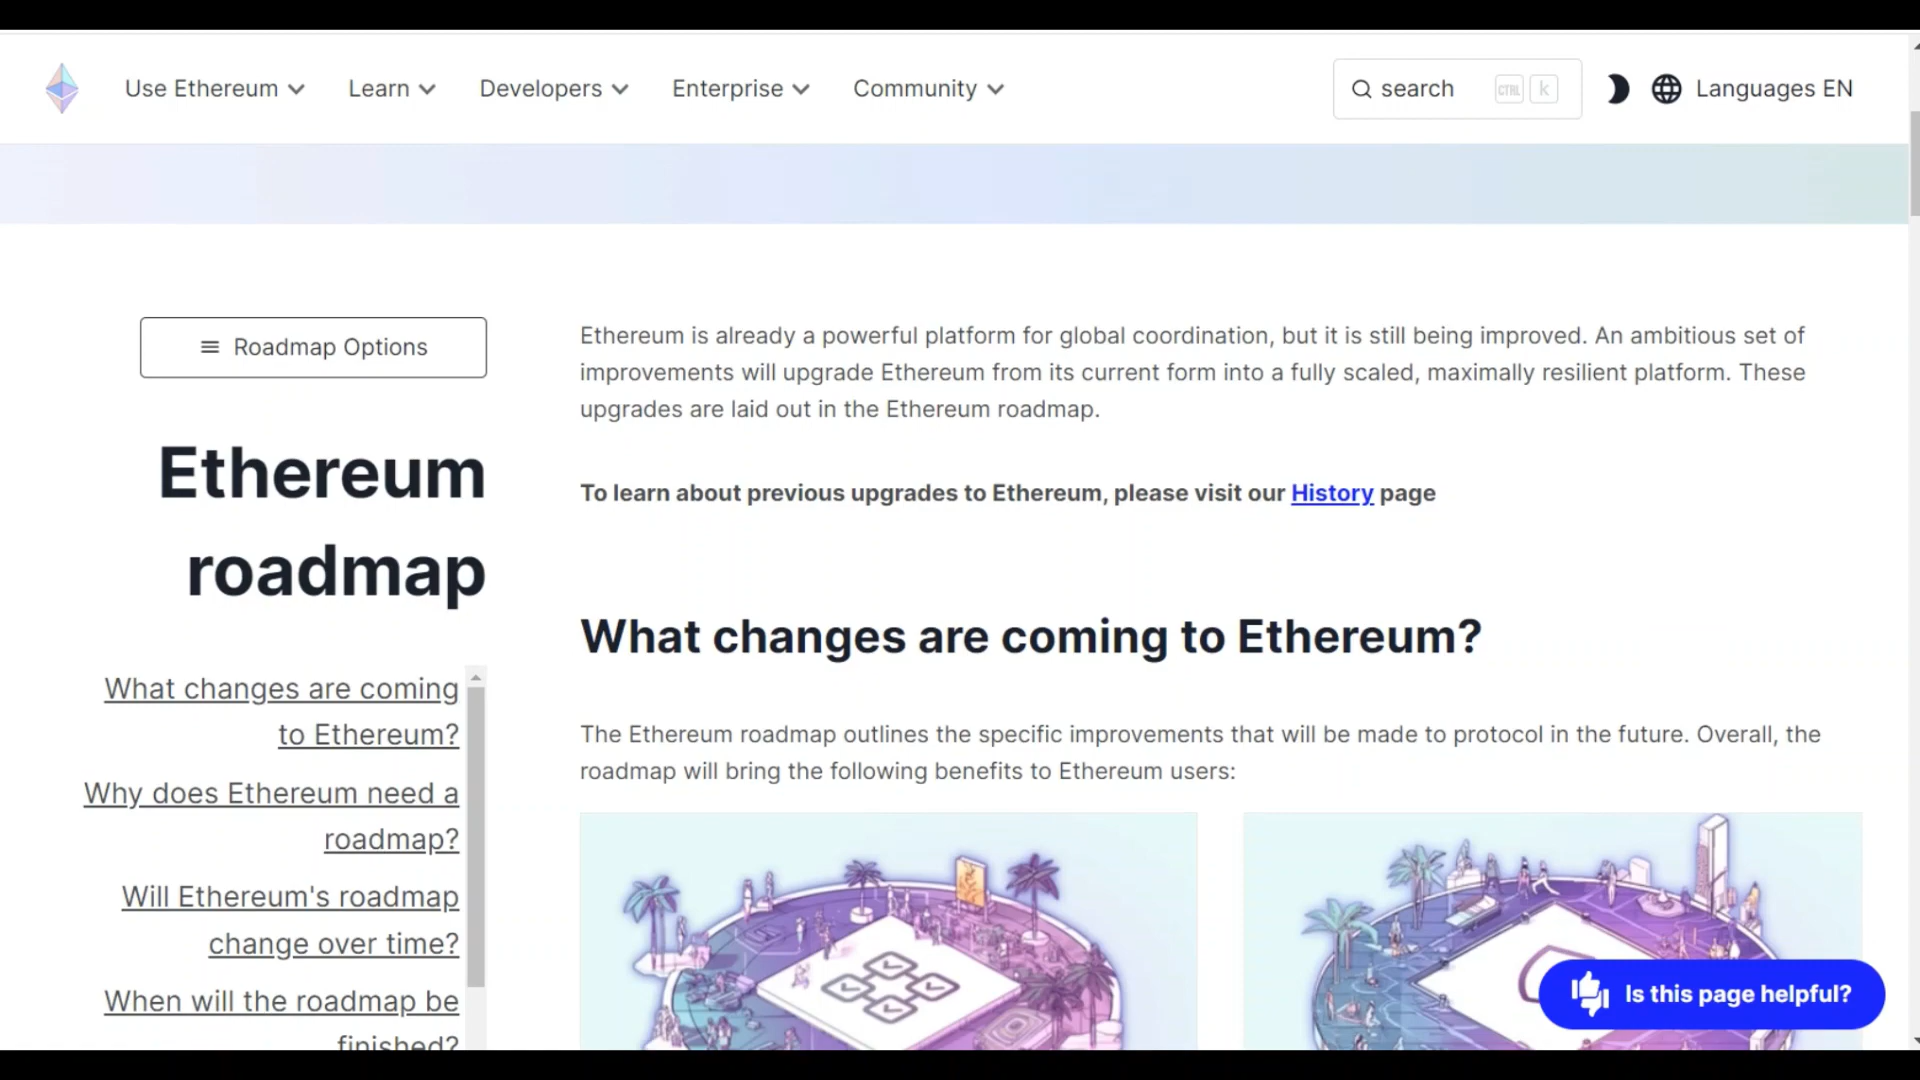 Use Ethereum
Learn
Developers
Enterprise
Community
search
CTRL
k
Languages EN
Roadmap Options
Ethereum
roadmap
What changes are coming
to Ethereum?
Why does Ethereum need a
roadmap?
Will Ethereum's roadmap
change over time?
When will the roadmap be
finished?
Ethereum is already a powerful platform for global coordination, but it is still being improved. An ambitious set of
improvements will upgrade Ethereum from its current form into a fully scaled, maximally resilient platform. These
upgrades are laid out in the Ethereum roadmap.
To learn about previous upgrades to Ethereum, please visit our History page
What changes are coming to Ethereum?
The Ethereum roadmap outlines the specific improvements that will be made to protocol in the future. Overall, the
roadmap will bring the following benefits to Ethereum users:
Is this page helpful?